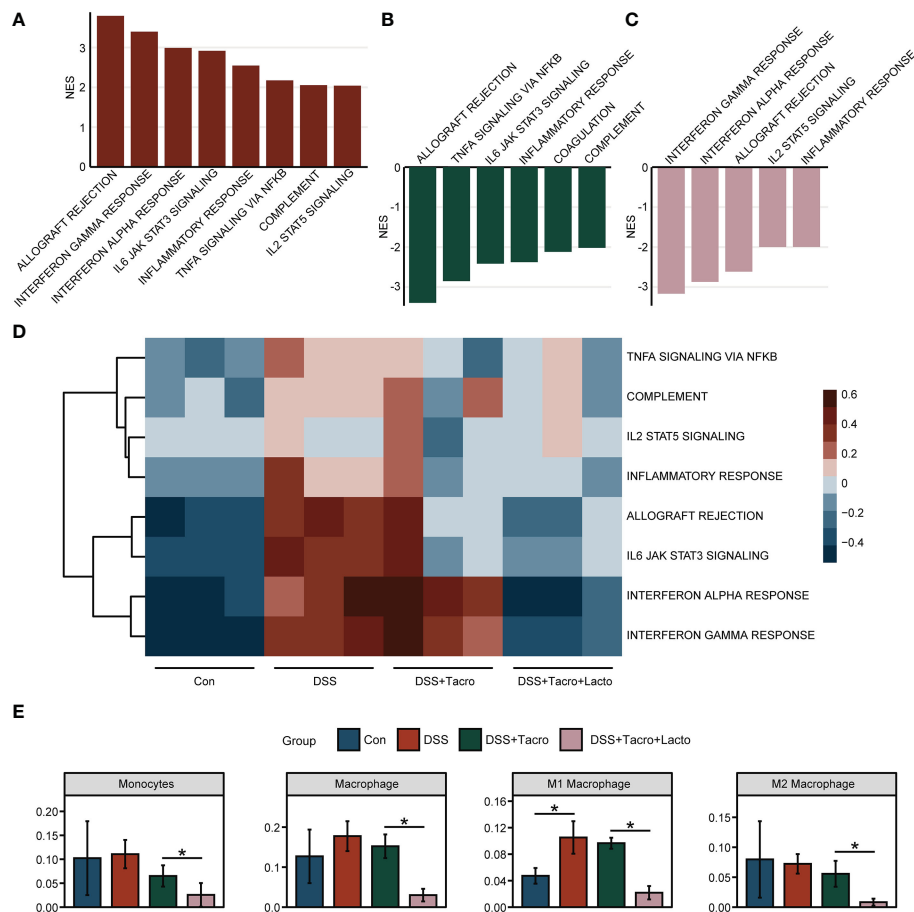 A
NES
3
2
1
0
ALLOGRAFT REJECTION
INTERFERON GAMMA RESPONSE
INTERFERON ALPHA RESPONSE
IL6 JAK STAT3 SIGNALING
INFLAMMATORY RESPONSE
TNFA SIGNALING VIA NFKB
COMPLEMENT
IL2 STAT5 SIGNALING
B
ALLOGRAFT REJECTION
TNFA SIGNALING VIA NFKB
IL6 JAK STAT3 SIGNALING
INFLAMMATORY RESPONSE
COAGULATION
COMPLEMENT
NES
0
-1
-2
-3
C
INTERFERON GAMMA RESPONSE
INTERFERON ALPHA RESPONSE
ALLOGRAFT REJECTION
IL2 STAT5 SIGNALING
INFLAMMATORY RESPONSE
NES
0
-1
-2
-3
D
TNFA SIGNALING VIA NFKB
COMPLEMENT
IL2 STAT5 SIGNALING
INFLAMMATORY RESPONSE
ALLOGRAFT REJECTION
IL6 JAK STAT3 SIGNALING
INTERFERON ALPHA RESPONSE
INTERFERON GAMMA RESPONSE
0.6
0.4
0.2
0
−0.2
−0.4
Con DSS DSS+Tacro DSS+Tacro+Lacto
E
Group Con DSS DSS+Tacro DSS+Tacro+Lacto
Monocytes
0.20
0.15
0.10
0.05
0.00
*
Macrophage
0.2
0.1
0.0
*
M1 Macrophage
0.16
0.12
0.08
0.04
0.00
* *
M2 Macrophage
0.15
0.10
0.05
0.00
*